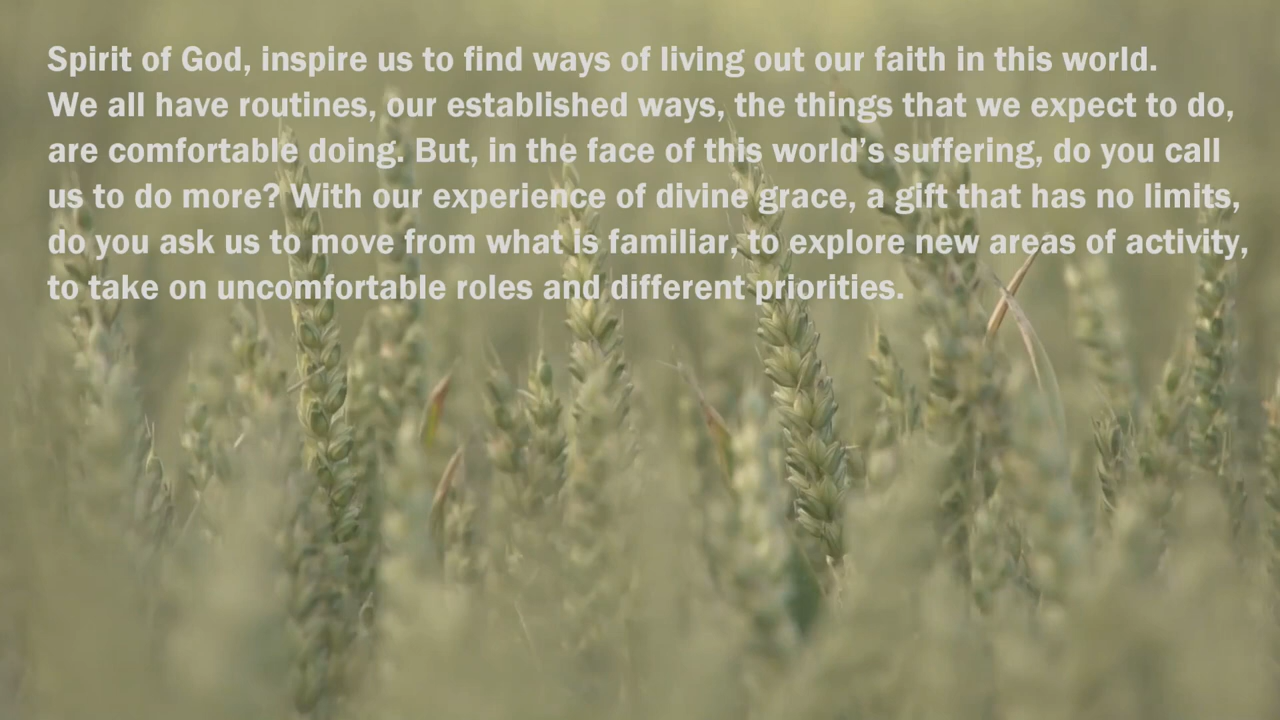 Spirit of God, inspire us to find ways of living out our faith in this world.
We all have routines, our established ways, the things that we expect to do,
are comfortable doing. But, in the face of this world’s suffering, do you call
us to do more? With our experience of divine grace, a gift that has no limits,
do you ask us to move from what is familiar, to explore new areas of activity,
to take on uncomfortable roles and different priorities.